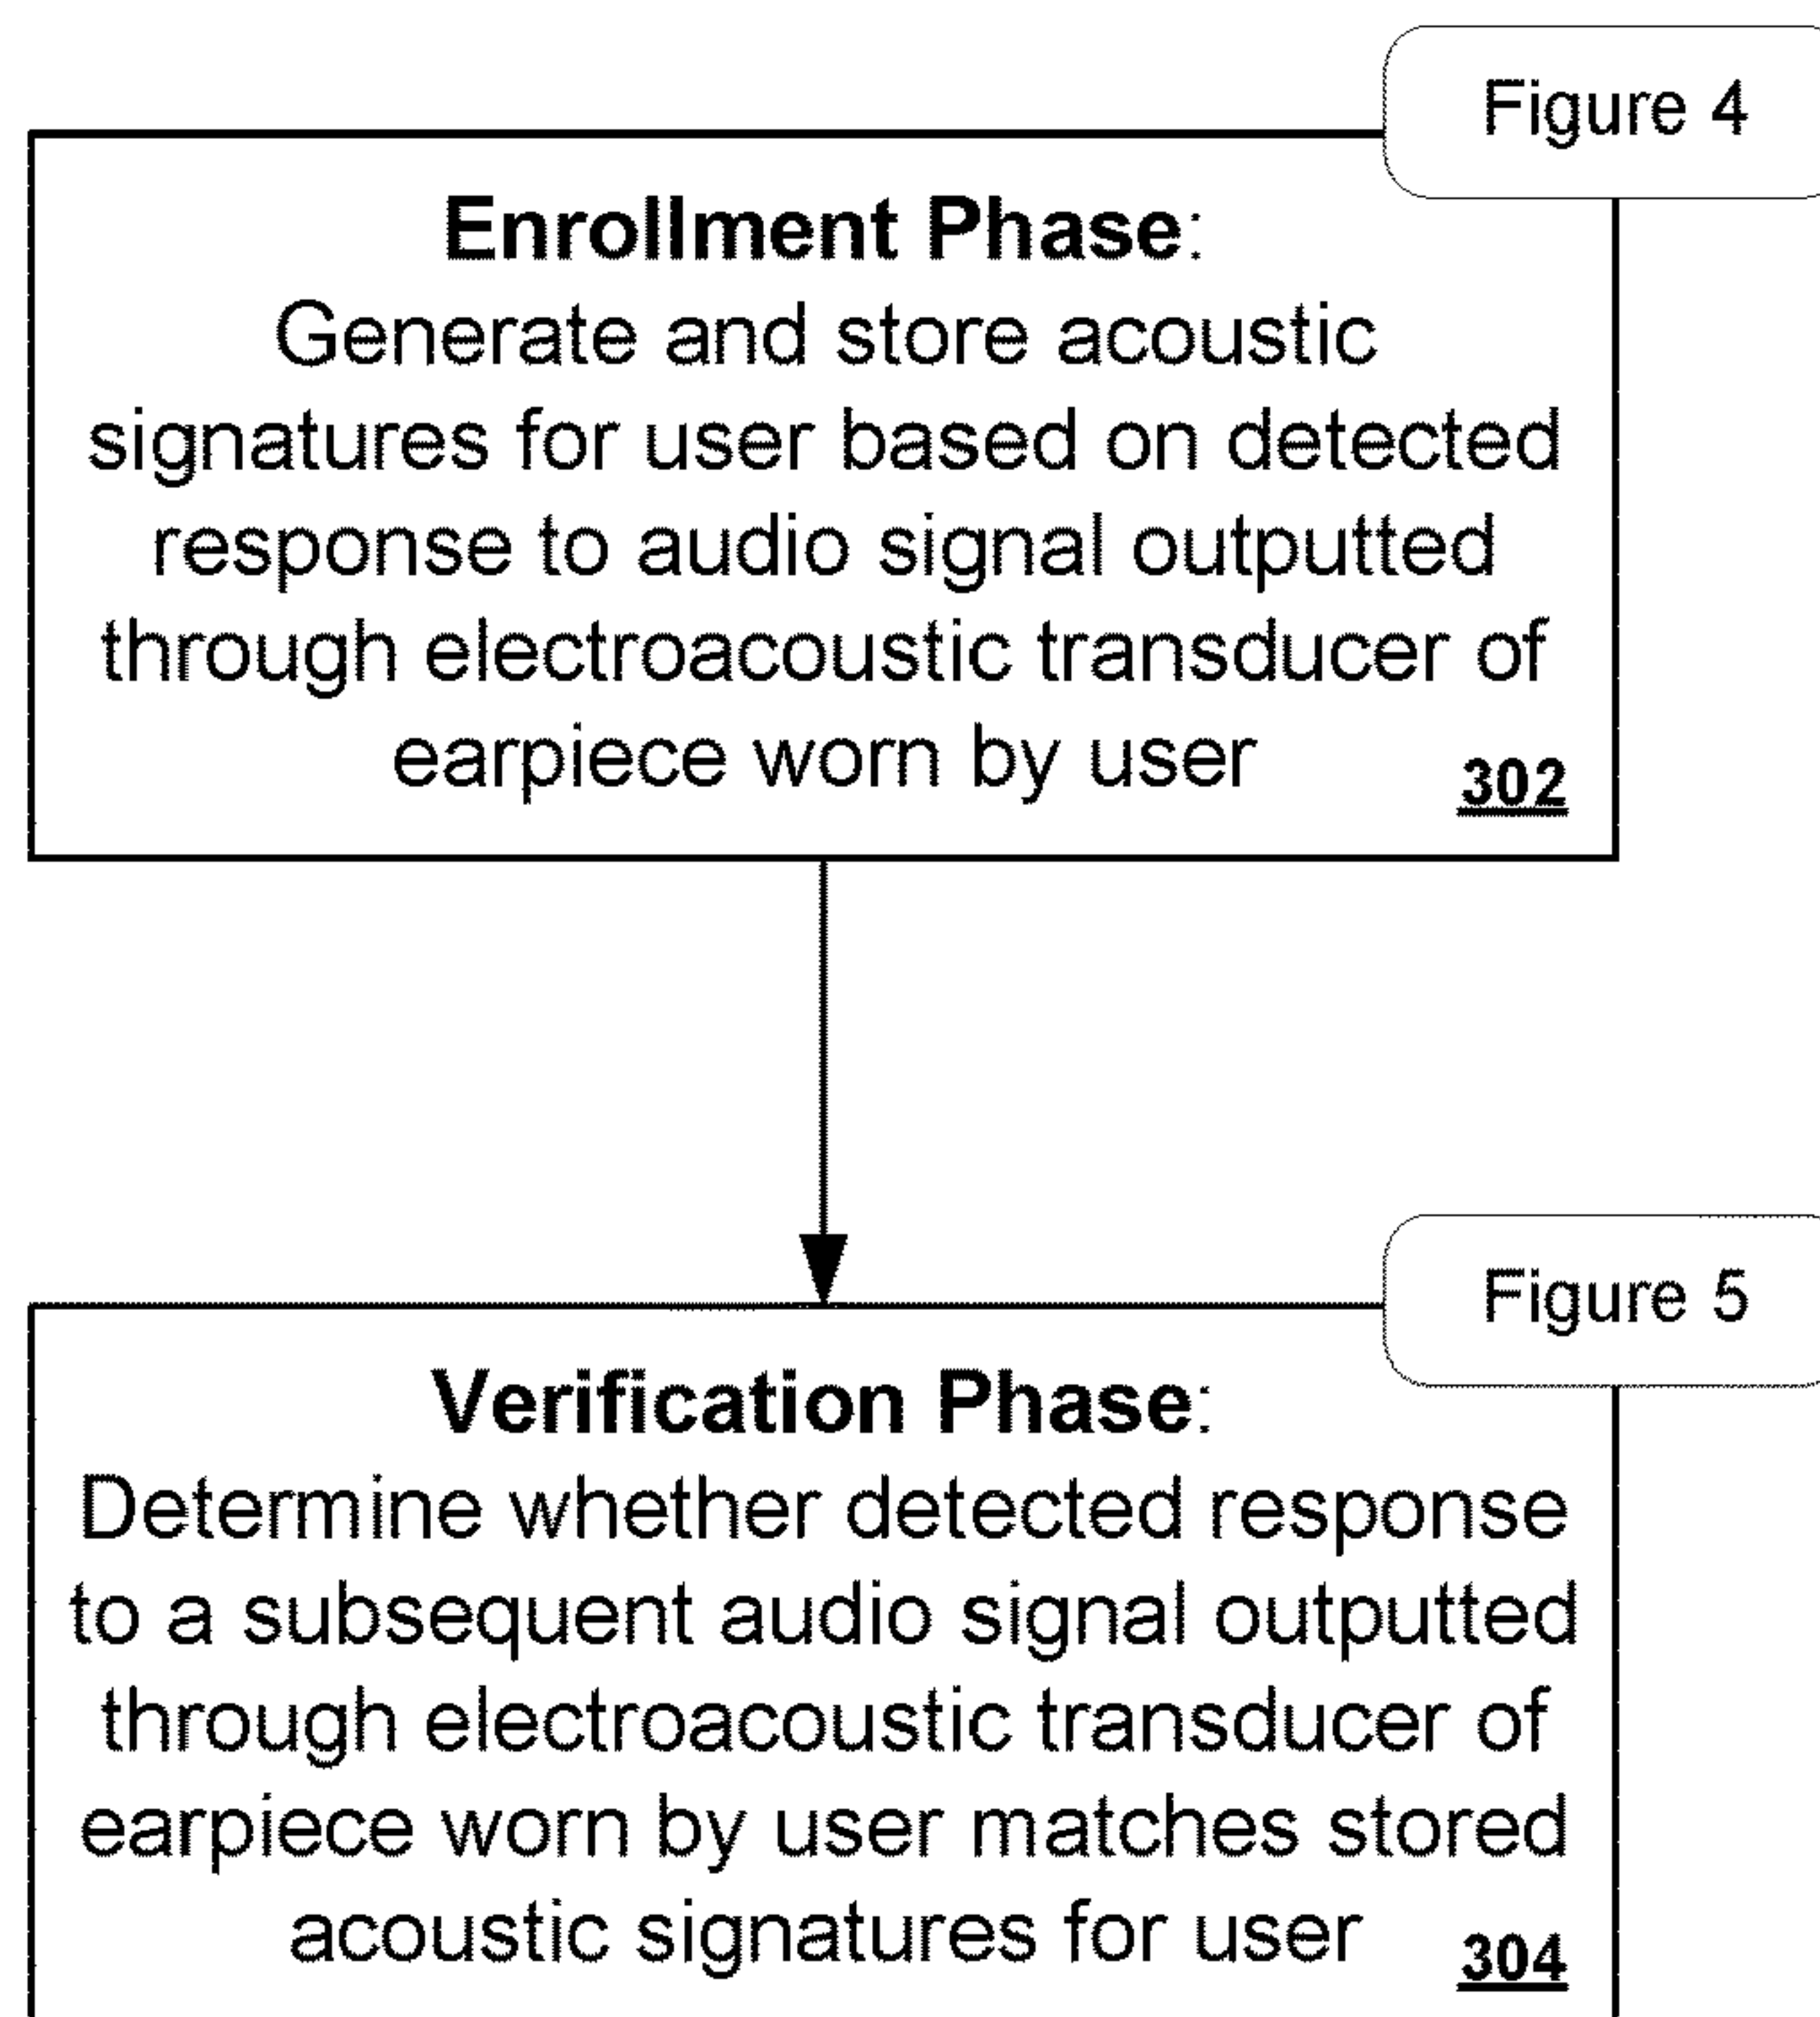 Figure 4
Enrollment Phase:
Generate and store acoustic
signatures for user based on detected
response to audio signal outputted
through electroacoustic transducer of
earpiece worn by user
302
Figure 5
Verification Phase:
Determine whether detected response
to a subsequent audio signal outputted
through electroacoustic transducer of
earpiece worn by user matches stored
acoustic signatures for user
304